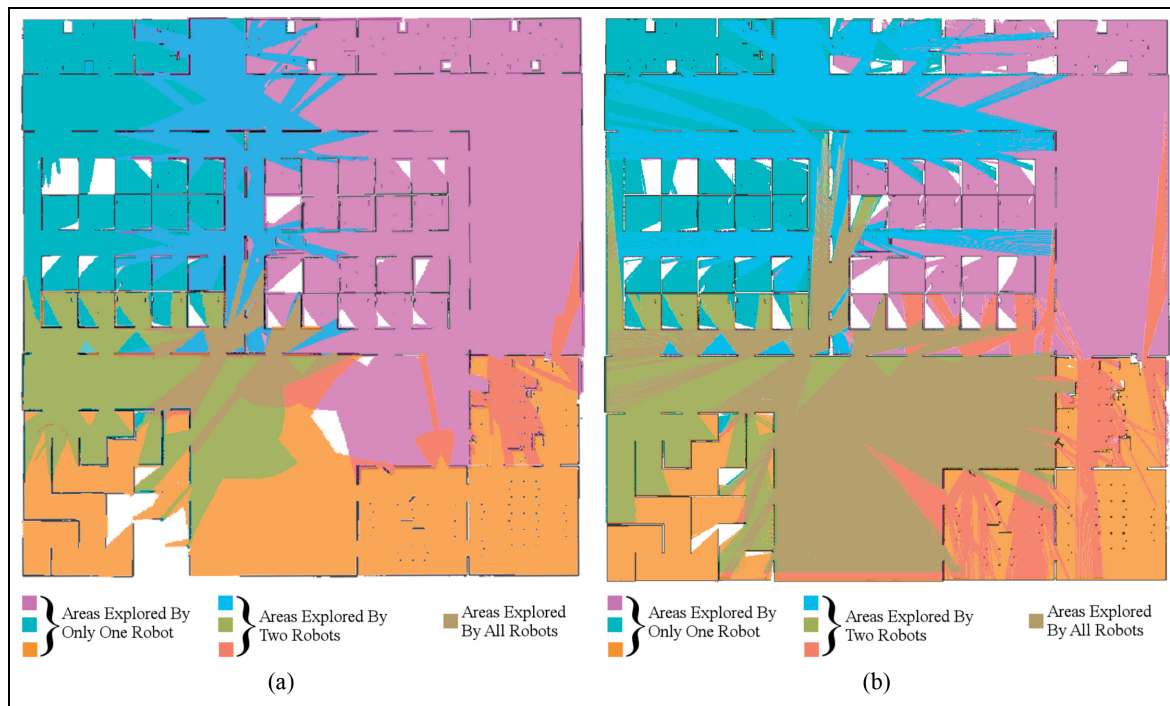 Areas Explored By
Only One Robot
Areas Explored By
Two Robots
Areas Explored
By All Robots
(a)
Areas Explored By
Only One Robot
Areas Explored By
Two Robots
Areas Explored
By All Robots
(b)